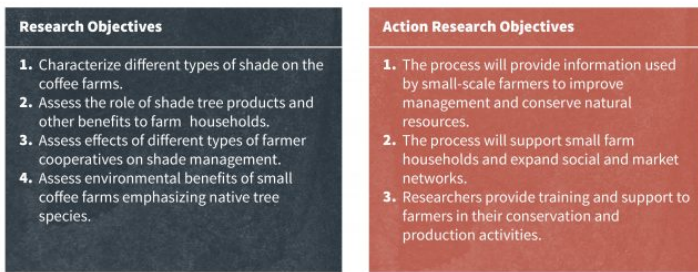 Research Objectives
1. Characterize different types of shade on the
coffee farms.
2. Assess the role of shade tree products and
other benefits to farm households.
3. Assess effects of different types of farmer
cooperatives on shade management.
4. Assess environmental benefits of small
coffee farms emphasizing native tree
species.
Action Research Objectives
1. The process will provide information used
by small-scale farmers to improve
management and conserve natural
resources.
2. The process will support small farm
households and expand social and market
networks.
3. Researchers provide training and support to
farmers in their conservation and
production activities.